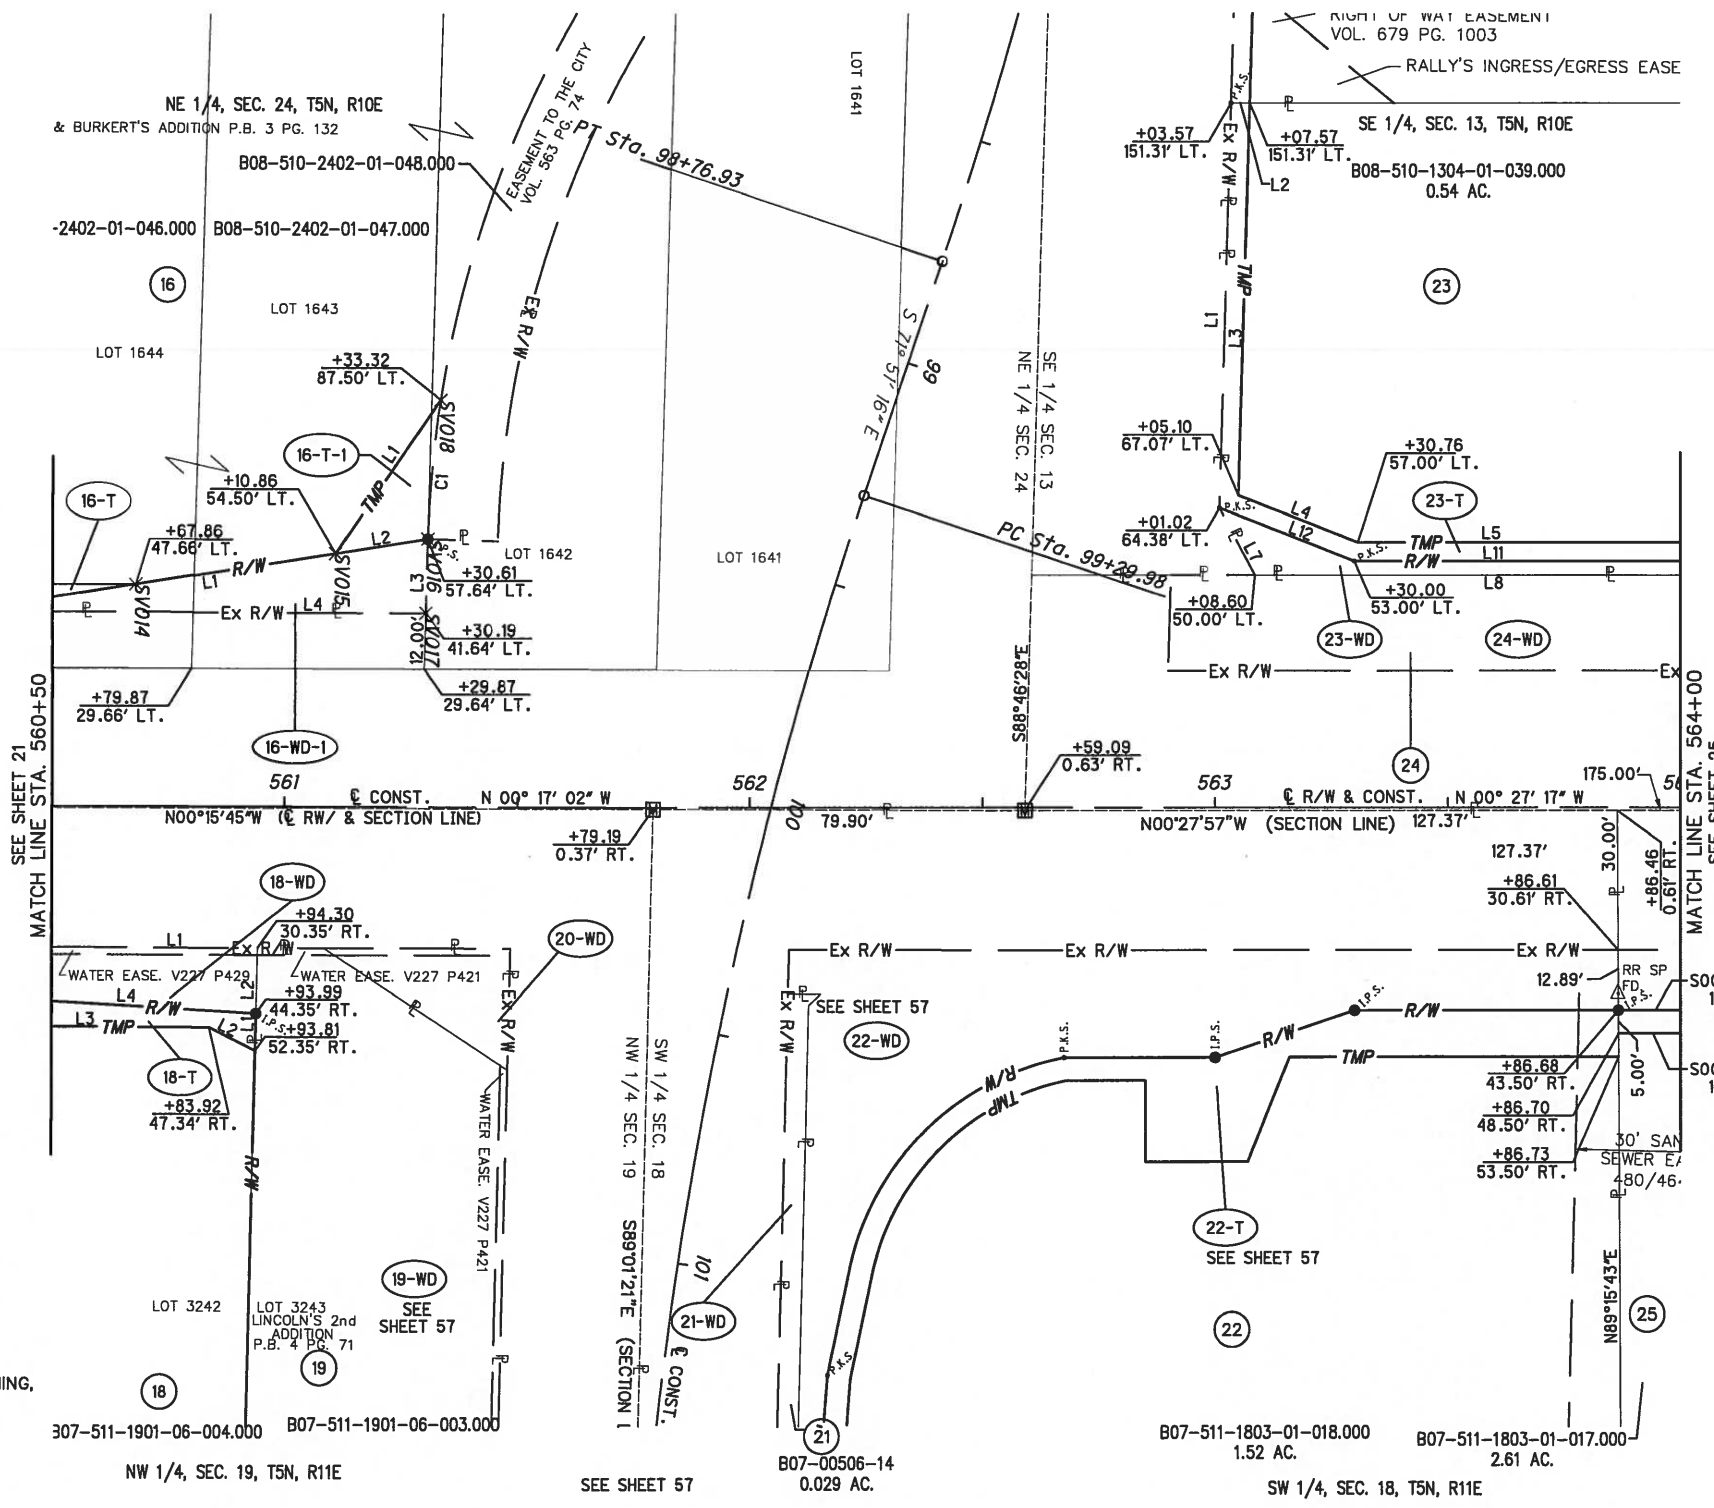 RIGHT OF WAY EASEMENT
VOL. 679 PG. 1003
RALLY'S INGRESS/EGRESS EASE
NE 1/4, SEC. 24, T5N, R10E
& BURKERT'S ADDITION P.B. 3 PG. 132
B08-510-2402-01-048.000
EASEMENT TO THE CITY
VOL. 563 PG. 74
PT Sta. 98+76.93
LOT 1641
P.K.S.
+03.57
151.31' LT.
Ex R/W
+07.57
151.31' LT.
L2
SE 1/4, SEC. 13, T5N, R10E
B08-510-1304-01-039.000
0.54 AC.
-2402-01-046.000
B08-510-2402-01-047.000
16
LOT 1643
LOT 1644
Ex R/W
TMP
23
L1
L3
+33.32
87.50' LT.
SV018
S 71° 51' 16" E
99
NE 1/4 SEC. 24
SE 1/4 SEC. 13
16-T-1
L1
TMP
C1
+10.86
54.50' LT.
16-T
+67.86
47.66' LT.
L1
R/W
L2
I.P.S.
LOT 1642
LOT 1641
PC Sta. 99+29.98
+05.10
67.07' LT.
+30.76
57.00' LT.
23-T
P.K.S.
L4
L12
L5
TMP
P.K.S.
R/W
L11
L8
+01.02
64.38' LT.
L7
+08.60
50.00' LT.
+30.00
53.00' LT.
23-WD
24-WD
SV014
SV015
SV016
SV017
L3
12.00'
+30.61
57.64' LT.
Ex R/W
L4
+30.19
41.64' LT.
+29.87
29.64' LT.
+79.87
29.66' LT.
16-WD-1
Ex R/W
Ex
S88°46'28"E
24
SEE SHEET 21
MATCH LINE STA. 560+50
MATCH LINE STA. 564+00
561
562
563
℄ CONST.
N 00° 17' 02" W
N00°15'45"W (℄ RW/ & SECTION LINE)
+59.09
0.63' RT.
+79.19
0.37' RT.
100
79.90'
℄ R/W & CONST.
N 00° 27' 17" W
175.00'
N00°27'57"W (SECTION LINE)
127.37'
127.37'
30.00'
+86.46
0.61' RT.
+86.61
30.61' RT.
18-WD
+94.30
30.35' RT.
L1
Ex R/W
20-WD
WATER EASE. V227 P429
WATER EASE. V227 P421
L4
R/W
L2
+93.99
44.35' RT.
I.P.S.
L3
TMP
L2
L1
+93.81
52.35' RT.
18-T
+83.92
47.34' RT.
Ex R/W
WATER EASE. V227 P421
Ex R/W
Ex R/W
Ex R/W
Ex R/W
SEE SHEET 57
22-WD
R/W
TMP
P.K.S.
I.P.S.
R/W
I.P.S.
R/W
TMP
12.89'
RR SP
FD.
I.P.S.
+86.68
43.50' RT.
+86.70
48.50' RT.
+86.73
53.50' RT.
5.00'
30' SAN
SEWER EA
480/46
NW 1/4 SEC. 19
SW 1/4 SEC. 18
R/W
22-T
SEE SHEET 57
19-WD
SEE
SHEET 57
LOT 3242
LOT 3243
LINCOLN'S 2nd
ADDITION
P.B. 4 PG. 71
19
18
S89°01'21"E (SECTION
101
℄ CONST.
21-WD
P.K.S.
22
N89°15'43"E
25
NING,
B07-511-1901-06-004.000
B07-511-1901-06-003.000
NW 1/4, SEC. 19, T5N, R11E
SEE SHEET 57
21
B07-00506-14
0.029 AC.
B07-511-1803-01-018.000
1.52 AC.
B07-511-1803-01-017.000
2.61 AC.
SW 1/4, SEC. 18, T5N, R11E